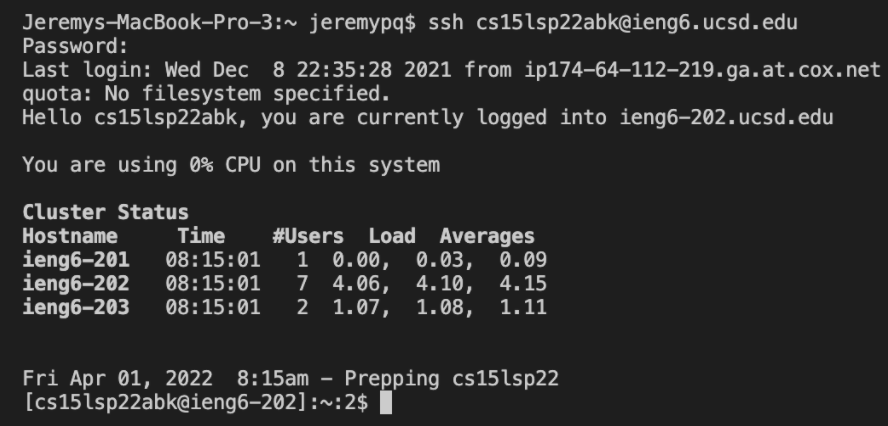 Jeremys-MacBook-Pro-3:~ jeremypq$ ssh cs15lsp22abk@ieng6.ucsd.edu
Password:
Last login: Wed Dec  8 22:35:28 2021 from ip174-64-112-219.ga.at.cox.net
quota: No filesystem specified.
Hello cs15lsp22abk, you are currently logged into ieng6-202.ucsd.edu
You are using 0% CPU on this system
Cluster Status
Hostname     Time    #Users  Load  Averages
ieng6-201   08:15:01   1  0.00,  0.03,  0.09
ieng6-202   08:15:01   7  4.06,  4.10,  4.15
ieng6-203   08:15:01   2  1.07,  1.08,  1.11
Fri Apr 01, 2022  8:15am - Prepping cs15lsp22
[cs15lsp22abk@ieng6-202]:~:2$